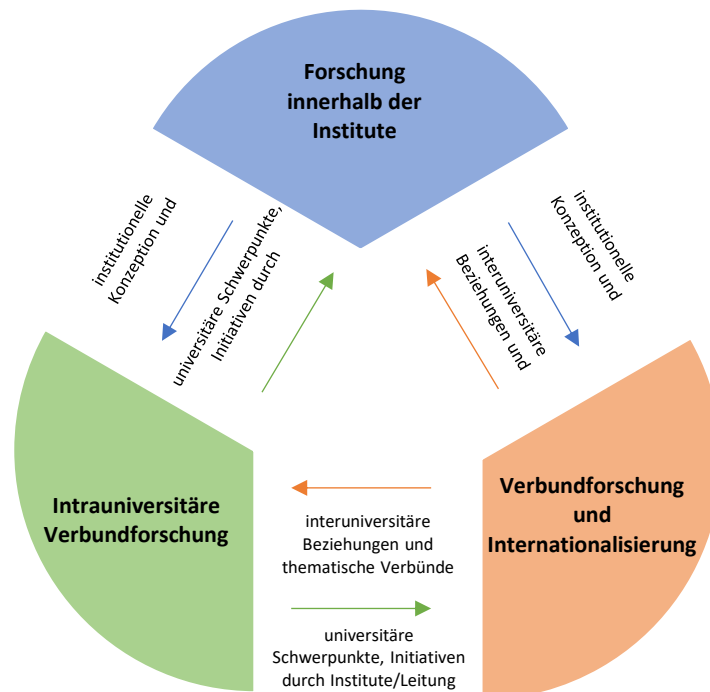 Forschung
innerhalb der
Institute
institutionelle
Konzeption und
universitäre Schwerpunkte,
Initiativen durch
interuniversitäre
Beziehungen und
institutionelle
Konzeption und
Intrauniversitäre
Verbundforschung
interuniversitäre
Beziehungen und
thematische Verbünde
universitäre
Schwerpunkte, Initiativen
durch Institute/Leitung
Verbundforschung
und
Internationalisierung